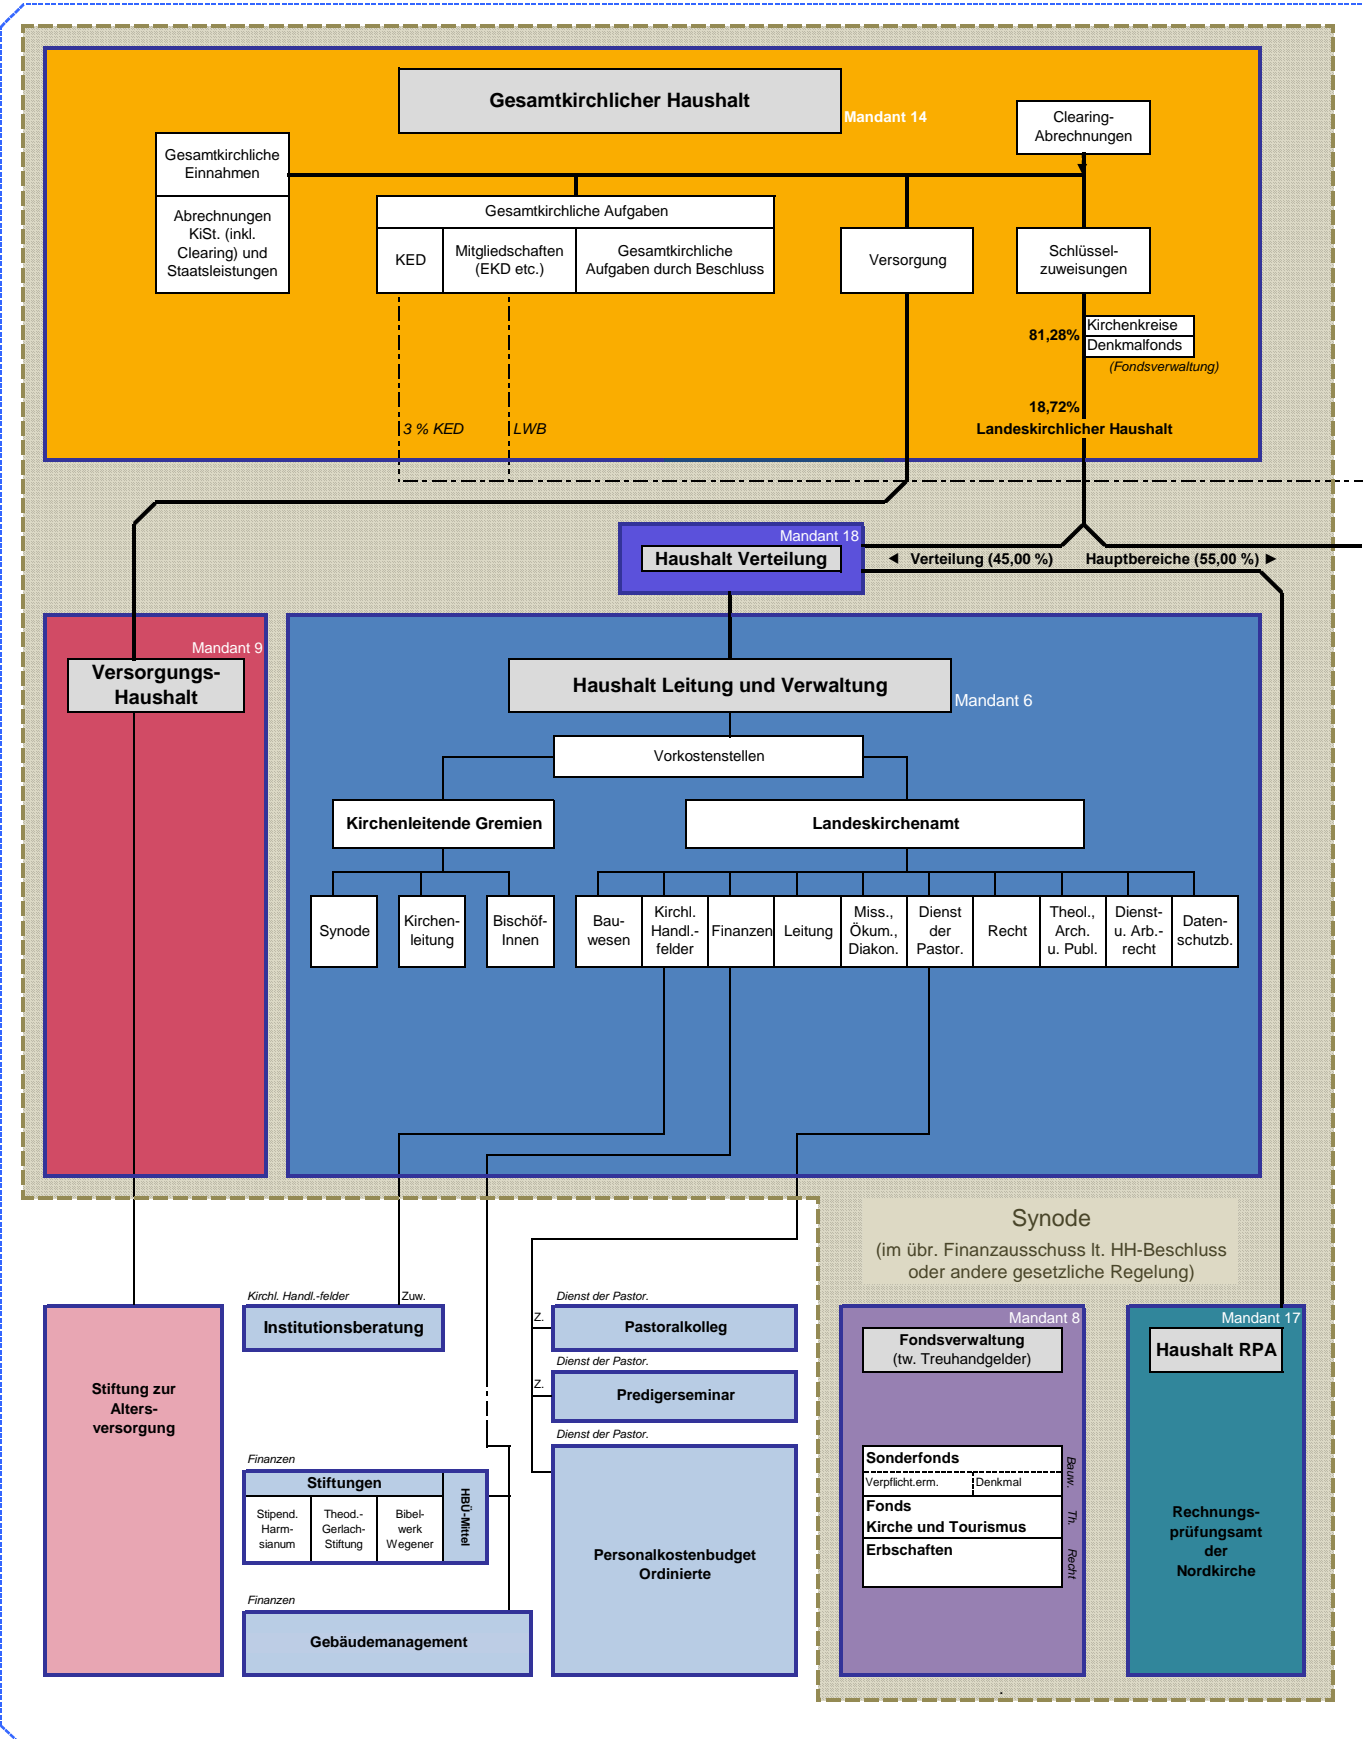 Gesamtkirchlicher Haushalt
Mandant 14
Clearing-
Abrechnungen
Gesamtkirchliche
Einnahmen
Abrechnungen
KiSt. (inkl.
Clearing) und
Staatsleistungen
Gesamtkirchliche Aufgaben
KED
Mitgliedschaften
(EKD etc.)
Gesamtkirchliche
Aufgaben durch Beschluss
Versorgung
Schlüssel-
zuweisungen
81,28%
Kirchenkreise
Denkmalfonds
(Fondsverwaltung)
18,72%
Landeskirchlicher Haushalt
3 % KED
LWB
Mandant 18
Haushalt Verteilung
◄ Verteilung (45,00 %)
Hauptbereiche (55,00 %) ►
Mandant 9
Versorgungs-
Haushalt
Haushalt Leitung und Verwaltung
Mandant 6
Vorkostenstellen
Kirchenleitende Gremien
Landeskirchenamt
Synode
Kirchen-
leitung
Bischöf-
Innen
Bau-
wesen
Kirchl.
Handl.-
felder
Finanzen
Leitung
Miss.,
Ökum.,
Diakon.
Dienst
der
Pastor.
Recht
Theol.,
Arch.
u. Publ.
Dienst-
u. Arb.-
recht
Daten-
schutzb.
Synode
(im übr. Finanzausschuss lt. HH-Beschluss
oder andere gesetzliche Regelung)
Stiftung zur
Alters-
versorgung
Kirchl. Handl.-felder
Zuw.
Institutionsberatung
Finanzen
Stiftungen
Stipend.
Harm-
sianum
Theod.-
Gerlach-
Stiftung
Bibel-
werk
Wegener
HBÜ-Mittel
Finanzen
Gebäudemanagement
Dienst der Pastor.
Z.
Pastoralkolleg
Dienst der Pastor.
Z.
Predigerseminar
Dienst der Pastor.
Personalkostenbudget
Ordinierte
Mandant 8
Fondsverwaltung
(tw. Treuhandgelder)
Sonderfonds
Verpflicht.erm.
Denkmal
Bauw.
Fonds
Kirche und Tourismus
Th.
Erbschaften
Recht
Mandant 17
Haushalt RPA
Rechnungs-
prüfungsamt
der
Nordkirche
.